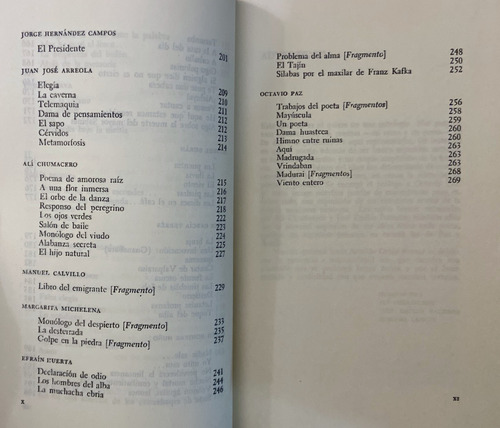 JORGE HERNÁNDEZ CAMPOS
El Presidente 201
JUAN JOSÉ ARREOLA
Elegía 209
La caverna 210
Telemaquia 211
Dama de pensamientos 212
El sapo 212
Cérvidos 213
Metamorfosis 214
ALÍ CHUMACERO
Poema de amorosa raíz 215
A una flor inmersa 216
El orbe de la danza 217
Responso del peregrino 218
Los ojos verdes 222
Salón de baile 223
Monólogo del viudo 224
Alabanza secreta 225
El hijo natural 227
MANUEL CALVILLO
Libro del emigrante [Fragmento] 229
MARGARITA MICHELENA
Monólogo del despierto [Fragmento] 233
La desterrada 235
Golpe en la piedra [Fragmento] 237
EFRAÍN HUERTA
Declaración de odio 241
Los hombres del alba 244
La muchacha ebria 246
X
Problema del alma [Fragmento] 248
El Tajín 250
Sílabas por el maxilar de Franz Kafka 252
OCTAVIO PAZ
Trabajos del poeta [Fragmentos] 256
Mayúscula 258
Un poeta 259
Dama huasteca 260
Himno entre ruinas 260
Aquí 263
Madrugada 263
Vrindaban 263
Madurai [Fragmentos] 268
Viento entero 269
XI